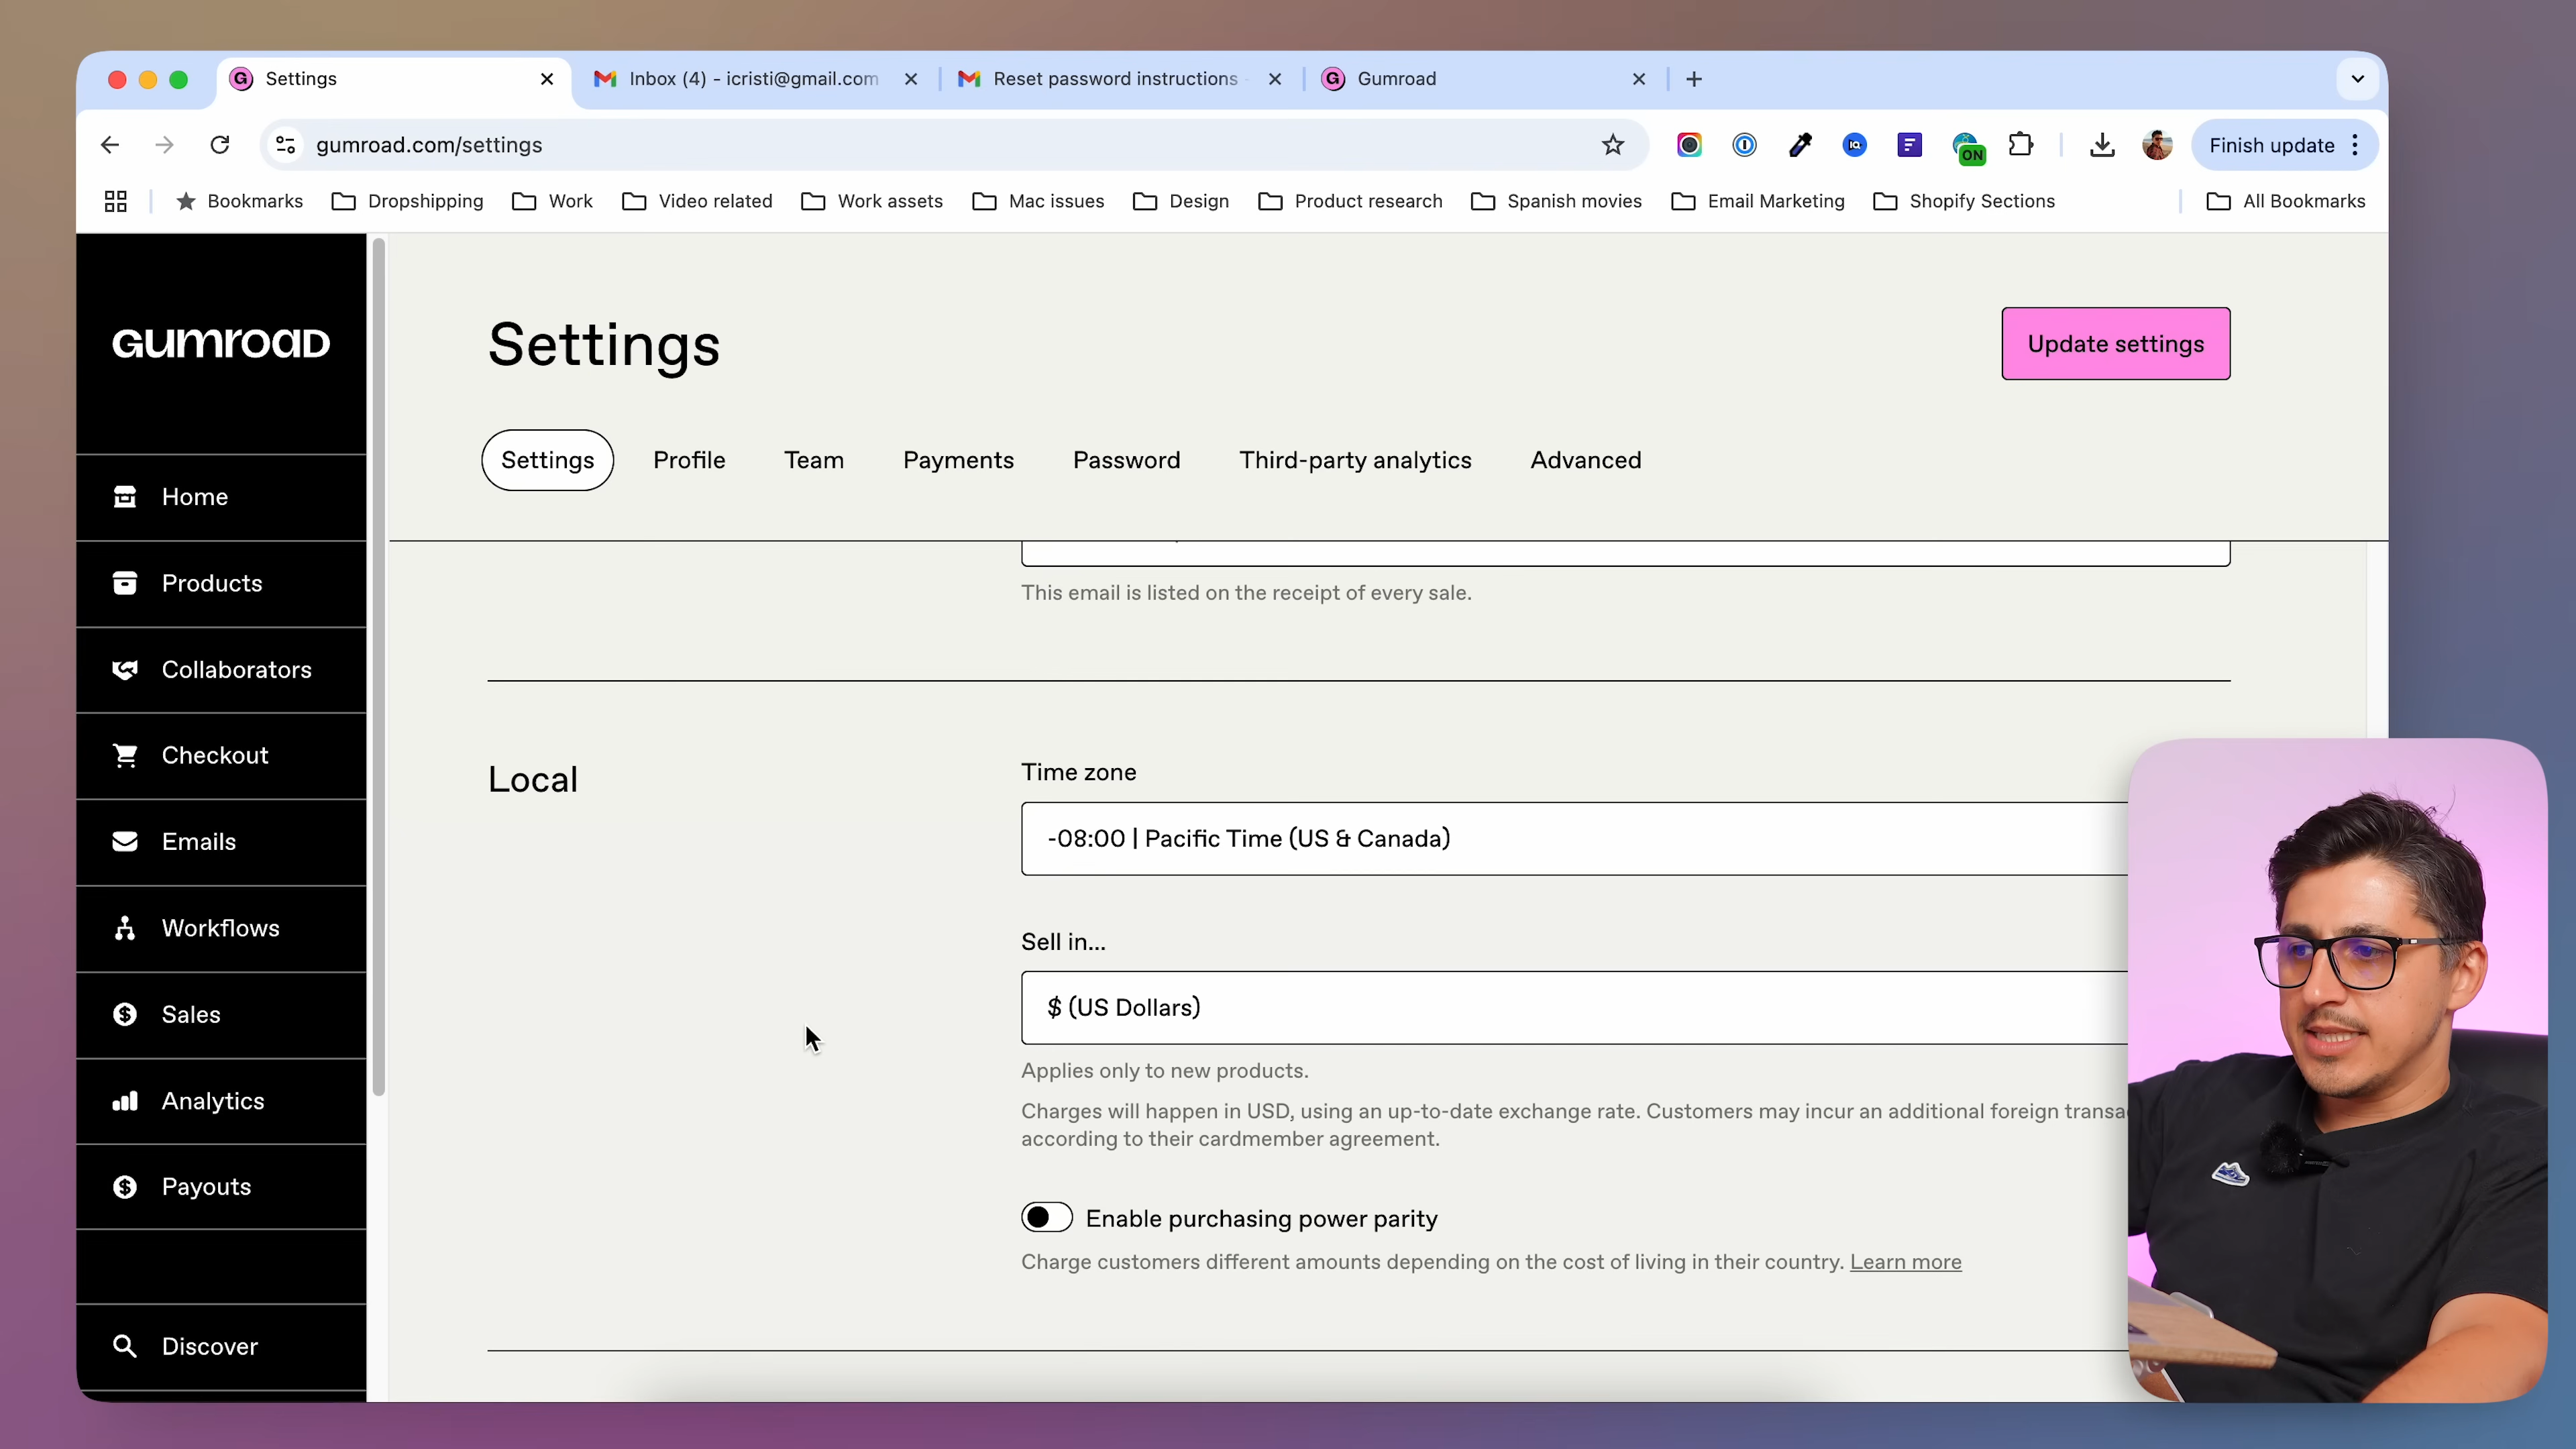 Settings
Inbox (4) - icristi@gmail.com
Reset password instructions
Gumroad
gumroad.com/settings
ON
Finish update
Bookmarks
Dropshipping
Work
Video related
Work assets
Mac issues
Design
Product research
Spanish movies
Email Marketing
Shopify Sections
All Bookmarks
GUMROAD
Home
Products
Collaborators
Checkout
Emails
Workflows
Sales
Analytics
Payouts
Discover
Settings
Update settings
Settings
Profile
Team
Payments
Password
Third-party analytics
Advanced
This email is listed on the receipt of every sale.
Local
Time zone
-08:00 | Pacific Time (US & Canada)
Sell in...
$ (US Dollars)
Applies only to new products.
Charges will happen in USD, using an up-to-date exchange rate. Customers may incur an additional foreign
according to their cardmember agreement.
Enable purchasing power parity
Charge customers different amounts depending on the cost of living in their country. Learn more